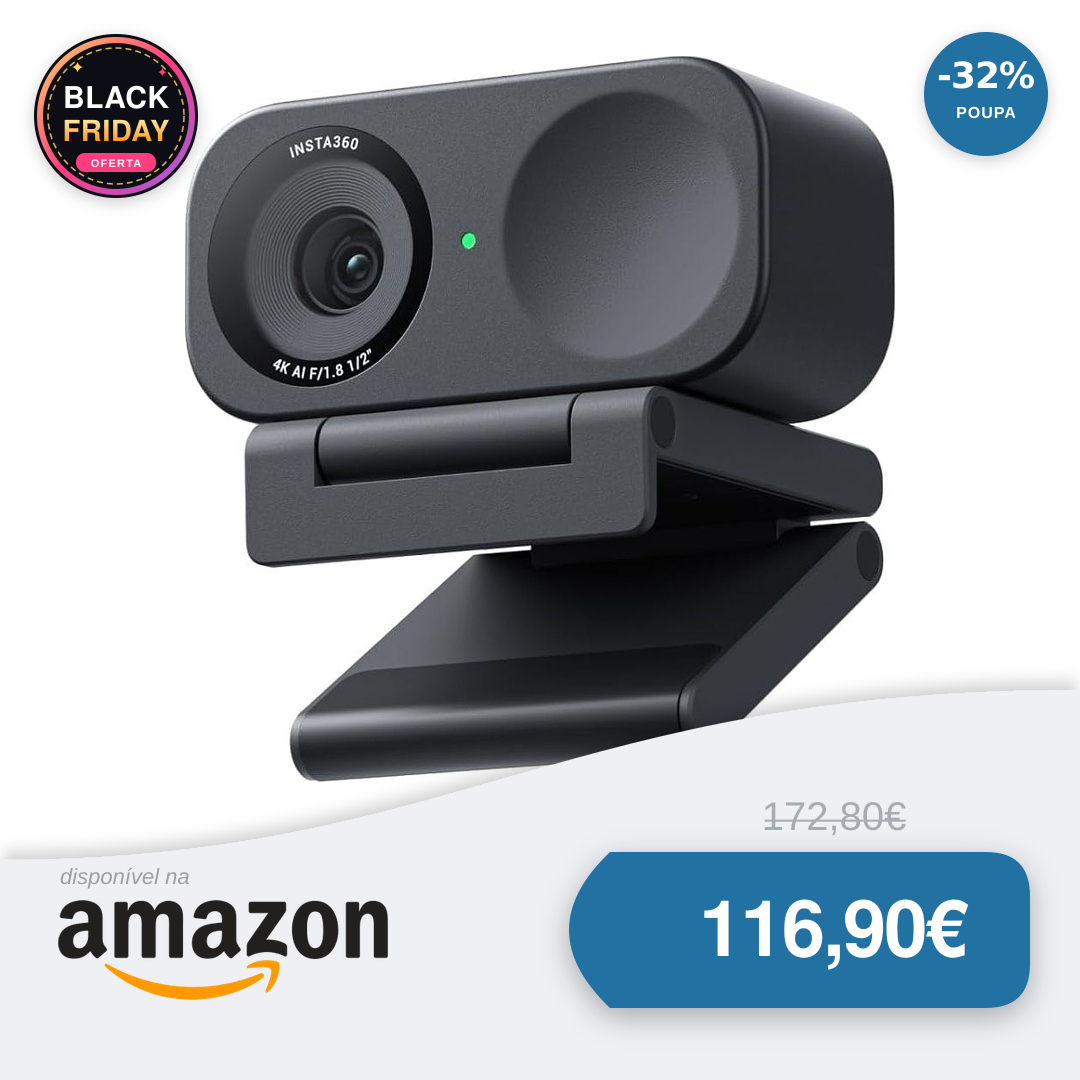 BLACK
FRIDAY
OFERTA
-32%
POUPA
INSTA360
4K AI F/1.8 1/2"
172,80€
disponível na
amazon
116,90€